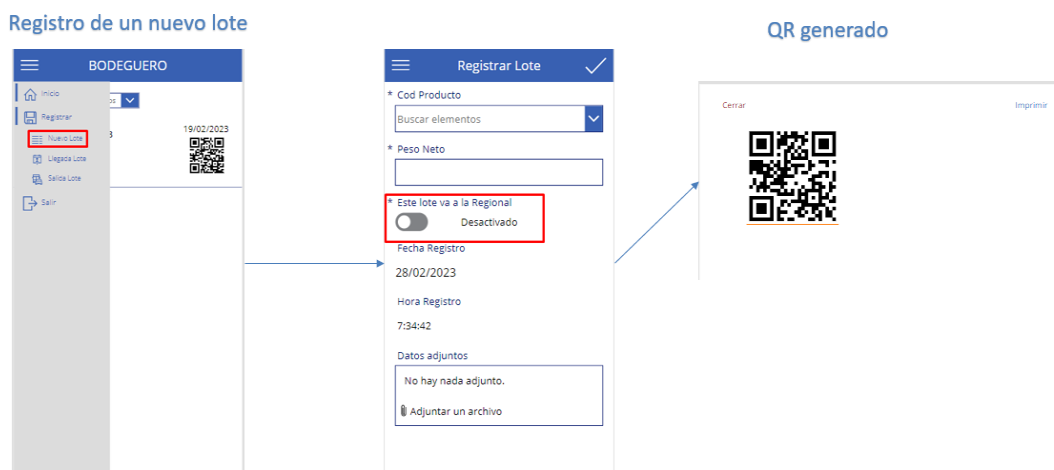 Registro de un nuevo lote
QR generado
BODEGUERO
Inicio
os
Registrar
19/02/2023
Nuevo Lote
Llegada Lote
Salida Lote
Salir
Registrar Lote
* Cod Producto
Buscar elementos
* Peso Neto
* Este lote va a la Regional
Desactivado
Fecha Registro
28/02/2023
Hora Registro
7:34:42
Datos adjuntos
No hay nada adjunto.
Adjuntar un archivo
Cerrar
Imprimir